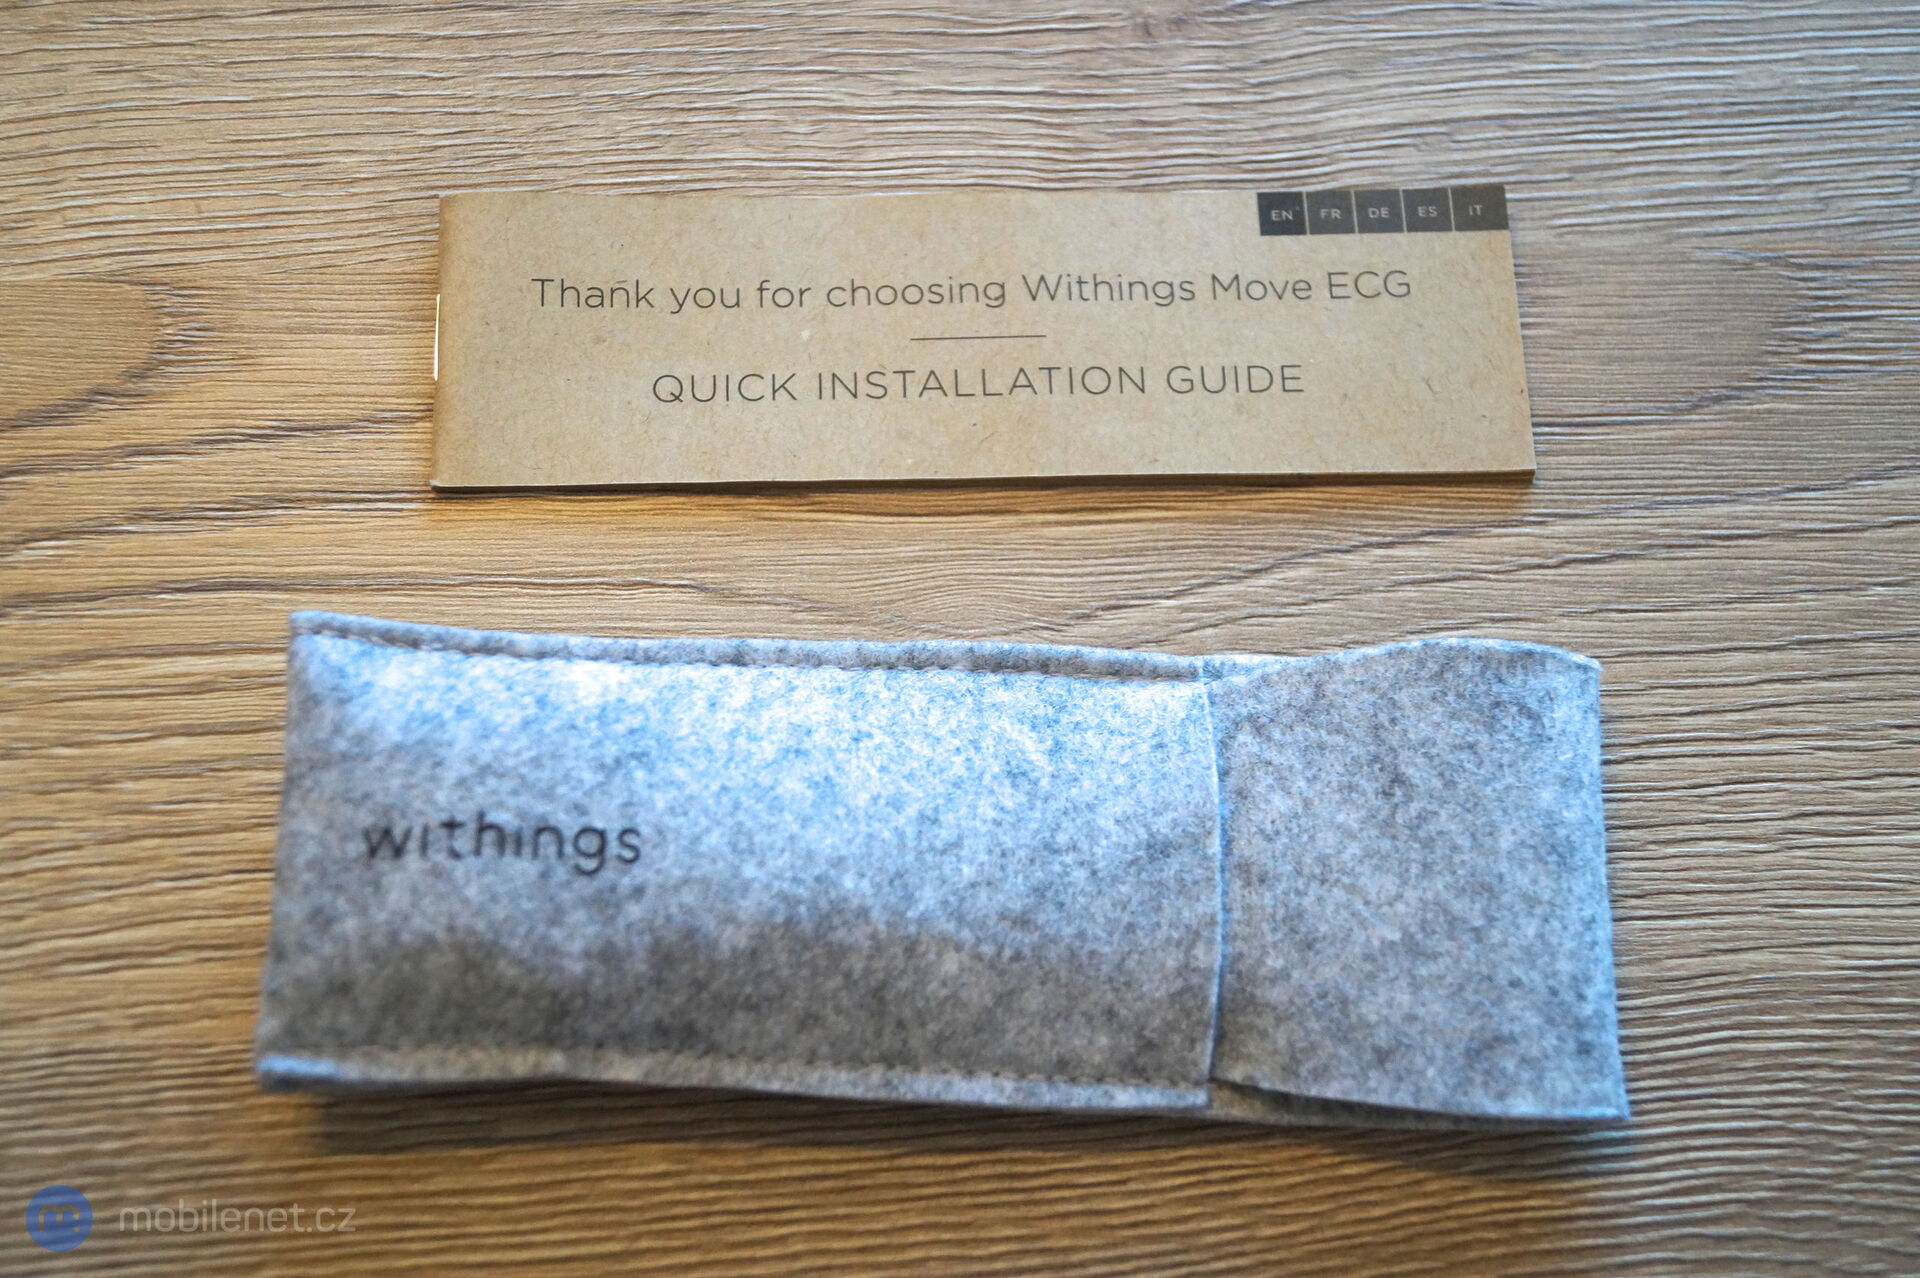 EN FR DE ES IT
Thank you for choosing Withings Move ECG
QUICK INSTALLATION GUIDE
withings
mobilenet.cz